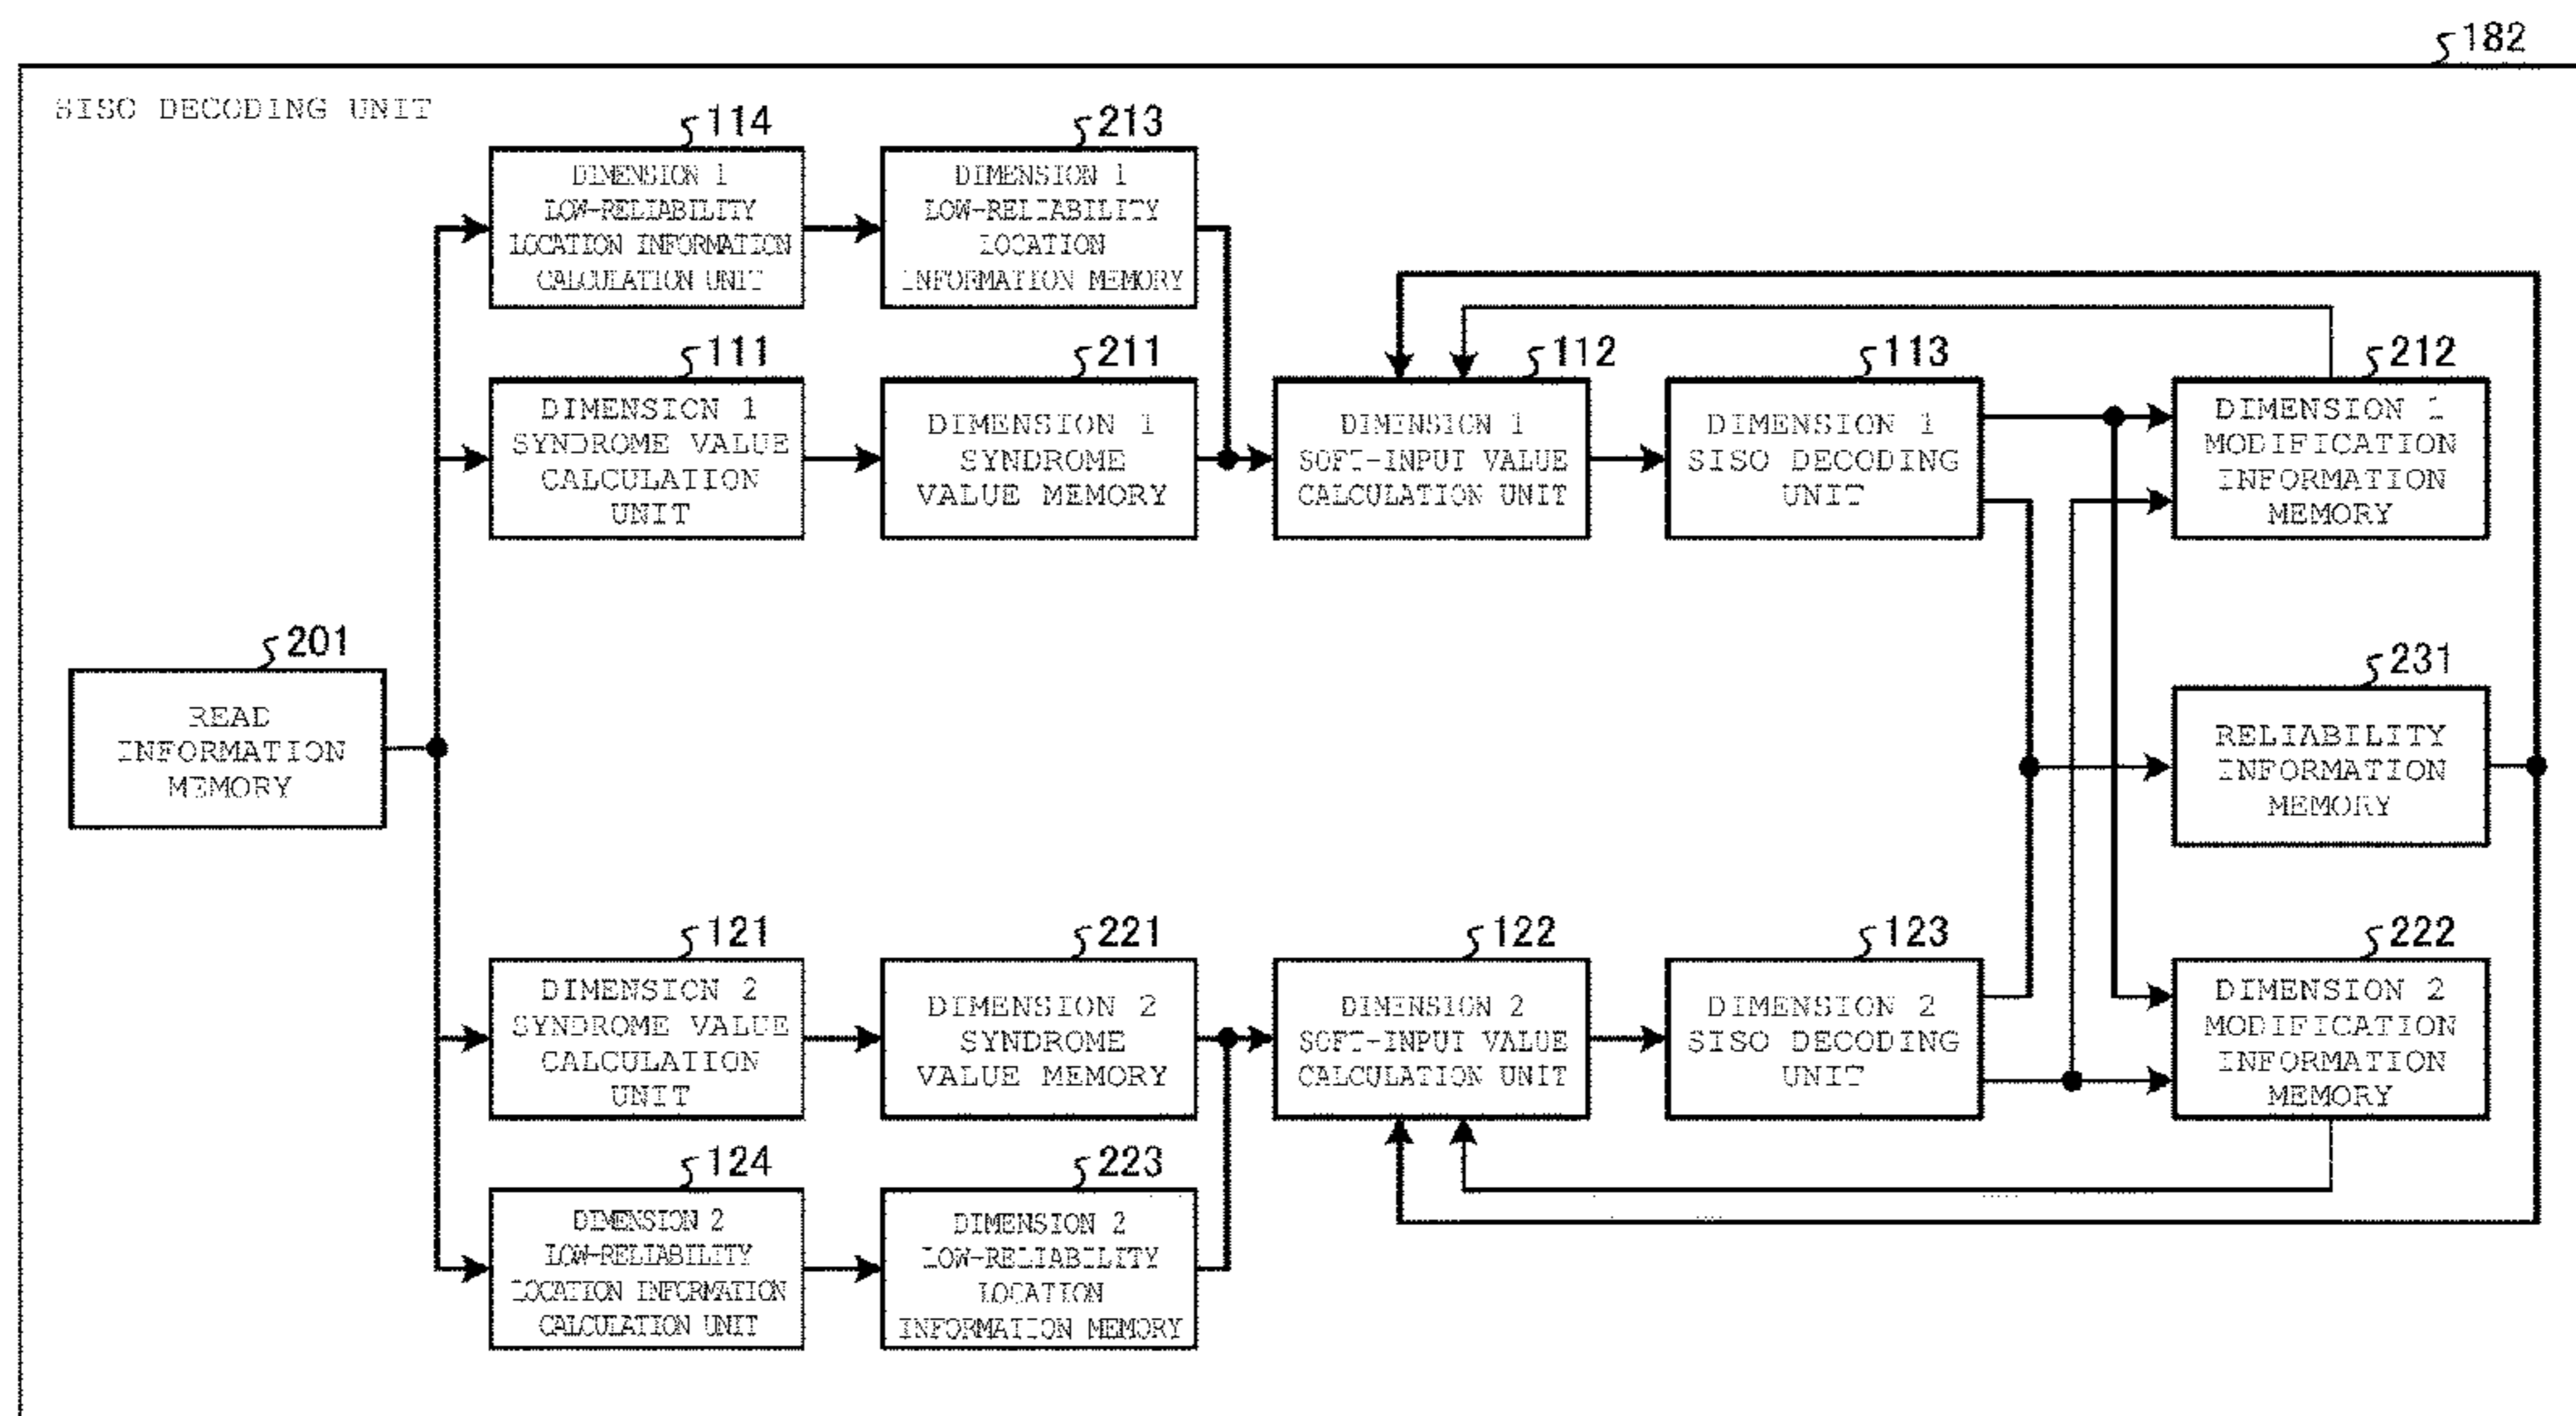 182
SISO DECODING UNIT
114
DIMENSION 1
LOW-RELIABILITY
LOCATION INFORMATION
CALCULATION UNIT
213
DIMENSION 1
LOW-RELIABILITY
LOCATION
INFORMATION MEMORY
111
DIMENSION 1
SYNDROME VALUE
CALCULATION
UNIT
211
DIMENSION 1
SYNDROME
VALUE MEMORY
112
DIMENSION 1
SOFT-INPUT VALUE
CALCULATION UNIT
113
DIMENSION 1
SISO DECODING
UNIT
212
DIMENSION 1
MODIFICATION
INFORMATION
MEMORY
201
READ
INFORMATION
MEMORY
231
RELIABILITY
INFORMATION
MEMORY
121
DIMENSION 2
SYNDROME VALUE
CALCULATION
UNIT
221
DIMENSION 2
SYNDROME
VALUE MEMORY
122
DIMENSION 2
SOFT-INPUT VALUE
CALCULATION UNIT
123
DIMENSION 2
SISO DECODING
UNIT
222
DIMENSION 2
MODIFICATION
INFORMATION
MEMORY
124
DIMENSION 2
LOW-RELIABILITY
LOCATION INFORMATION
CALCULATION UNIT
223
DIMENSION 2
LOW-RELIABILITY
LOCATION
INFORMATION MEMORY